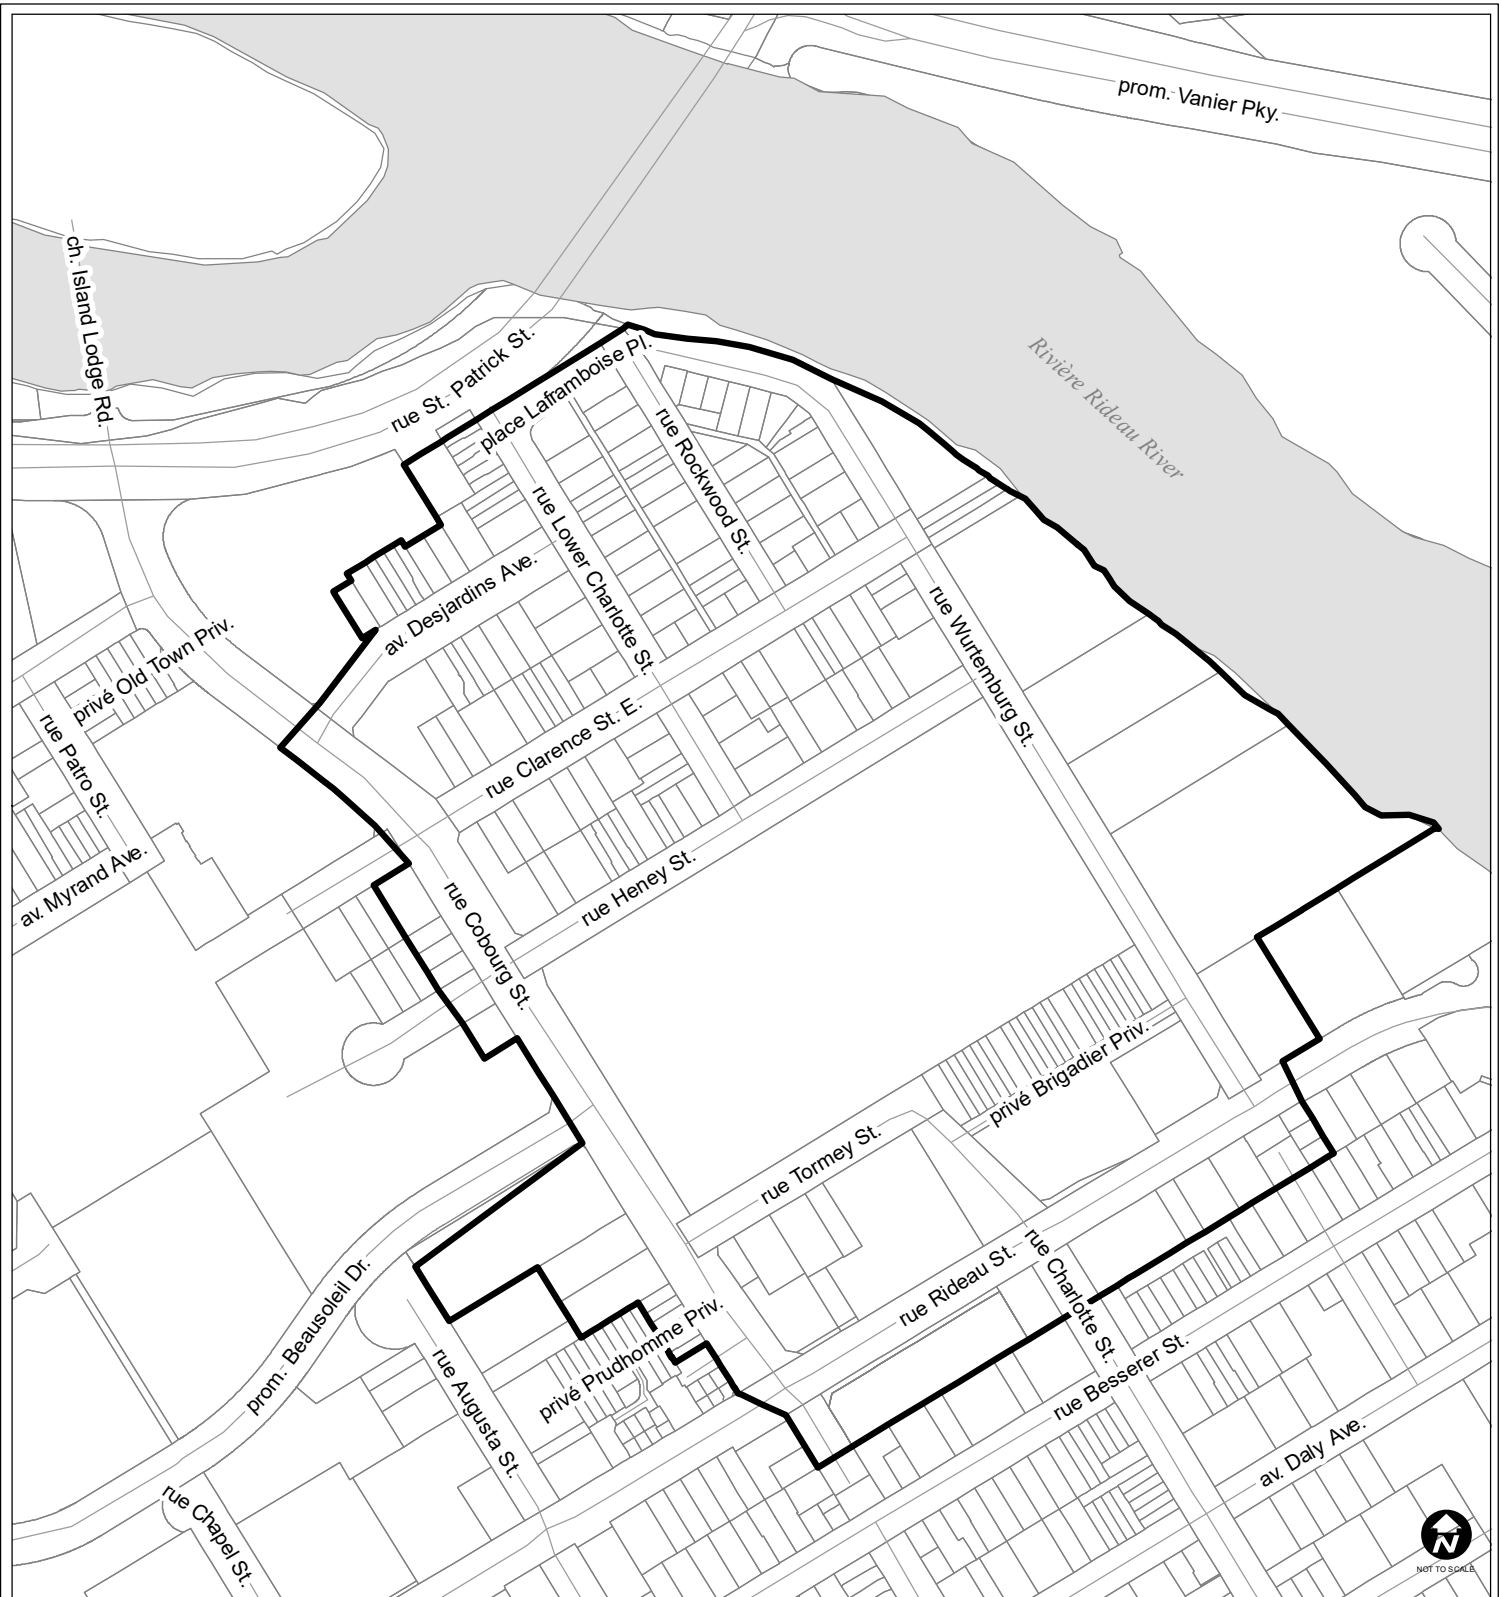 prom. Vanier Pky.
ch. Island Lodge Rd.
Rivière Rideau River
rue St. Patrick St.
place Laframboise Pl.
rue Rockwood St.
rue Lower Charlotte St.
av. Desjardins Ave.
rue Wurtemburg St.
privé Old Town Priv.
rue Patro St.
rue Clarence St. E.
av. Myrand Ave.
rue Heney St.
rue Cobourg St.
privé Brigadier Priv.
rue Tormey St.
rue Rideau St.
rue Charlotte St.
prom. Beausoleil Dr.
privé Prudhomme Priv.
rue Augusta St.
rue Besserer St.
av. Daly Ave.
rue Chapel St.
N
NOT TO SCALE